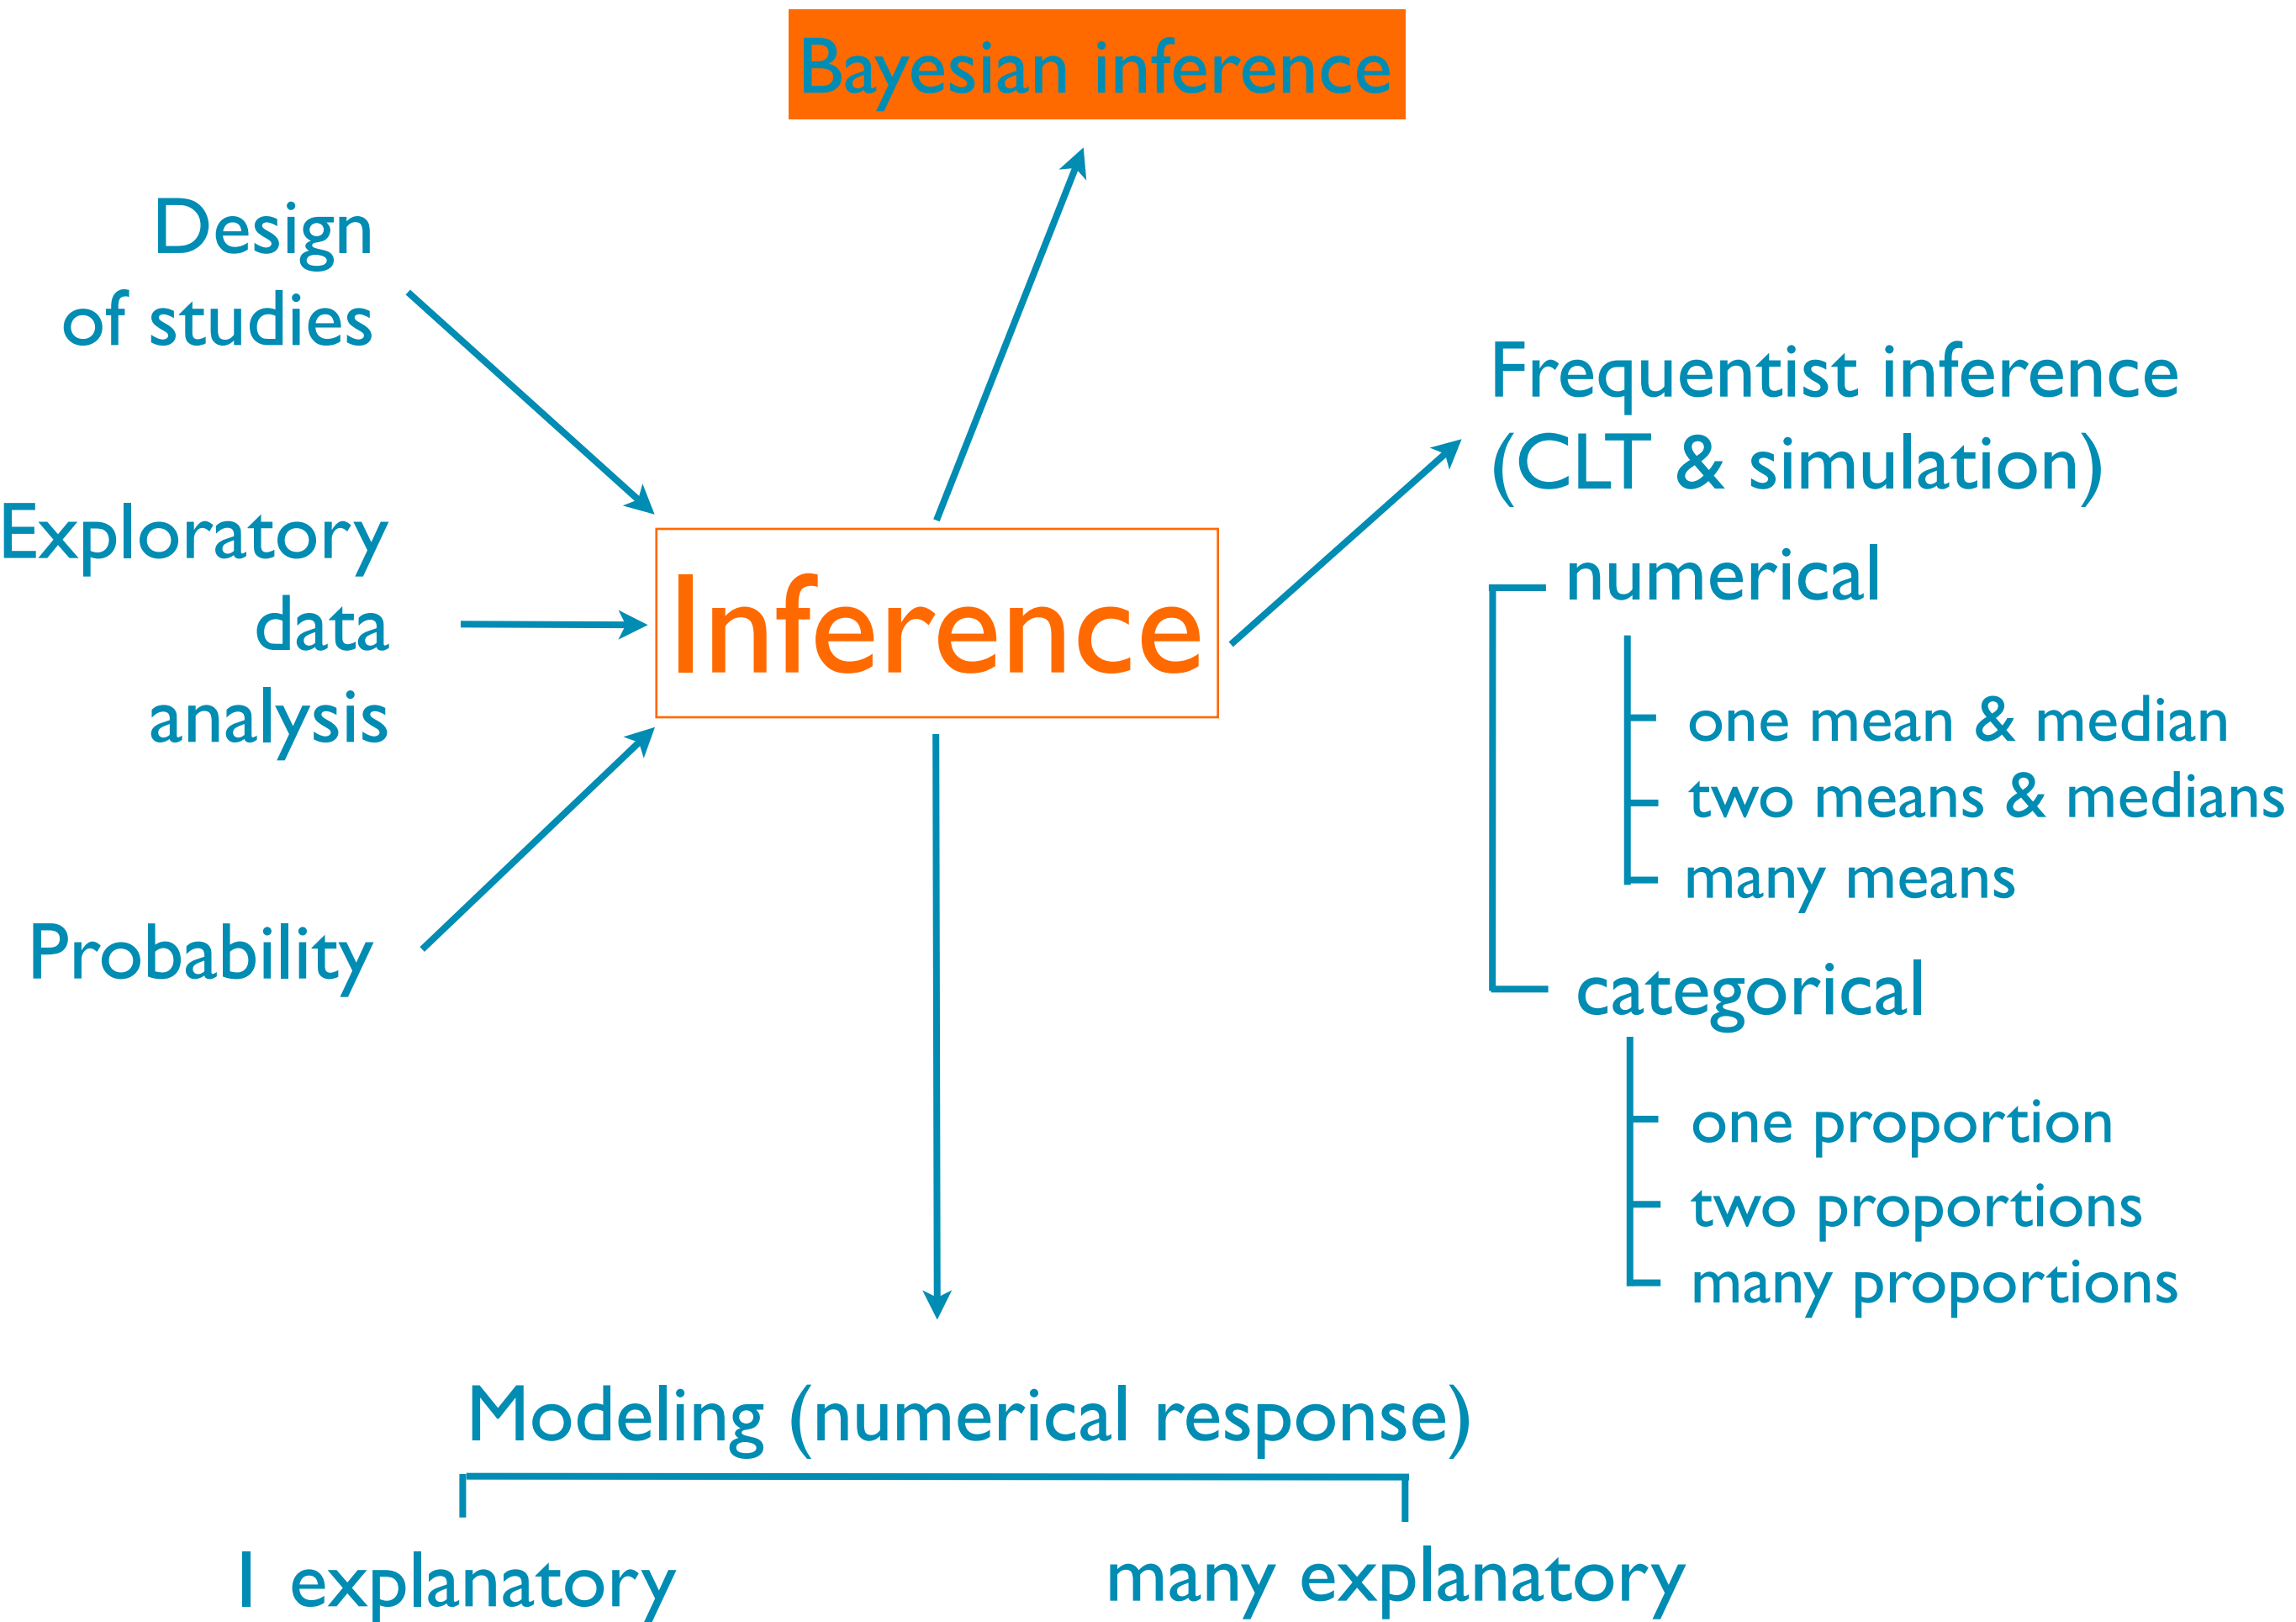 Bayesian inference
Design
of studies
Exploratory
data
analysis
Probability
Inference
Frequentist inference
(CLT & simulation)
numerical
one mean & median
two means & medians
many means
categorical
one proportion
two proportions
many proportions
Modeling (numerical response)
1 explanatory
many explanatory